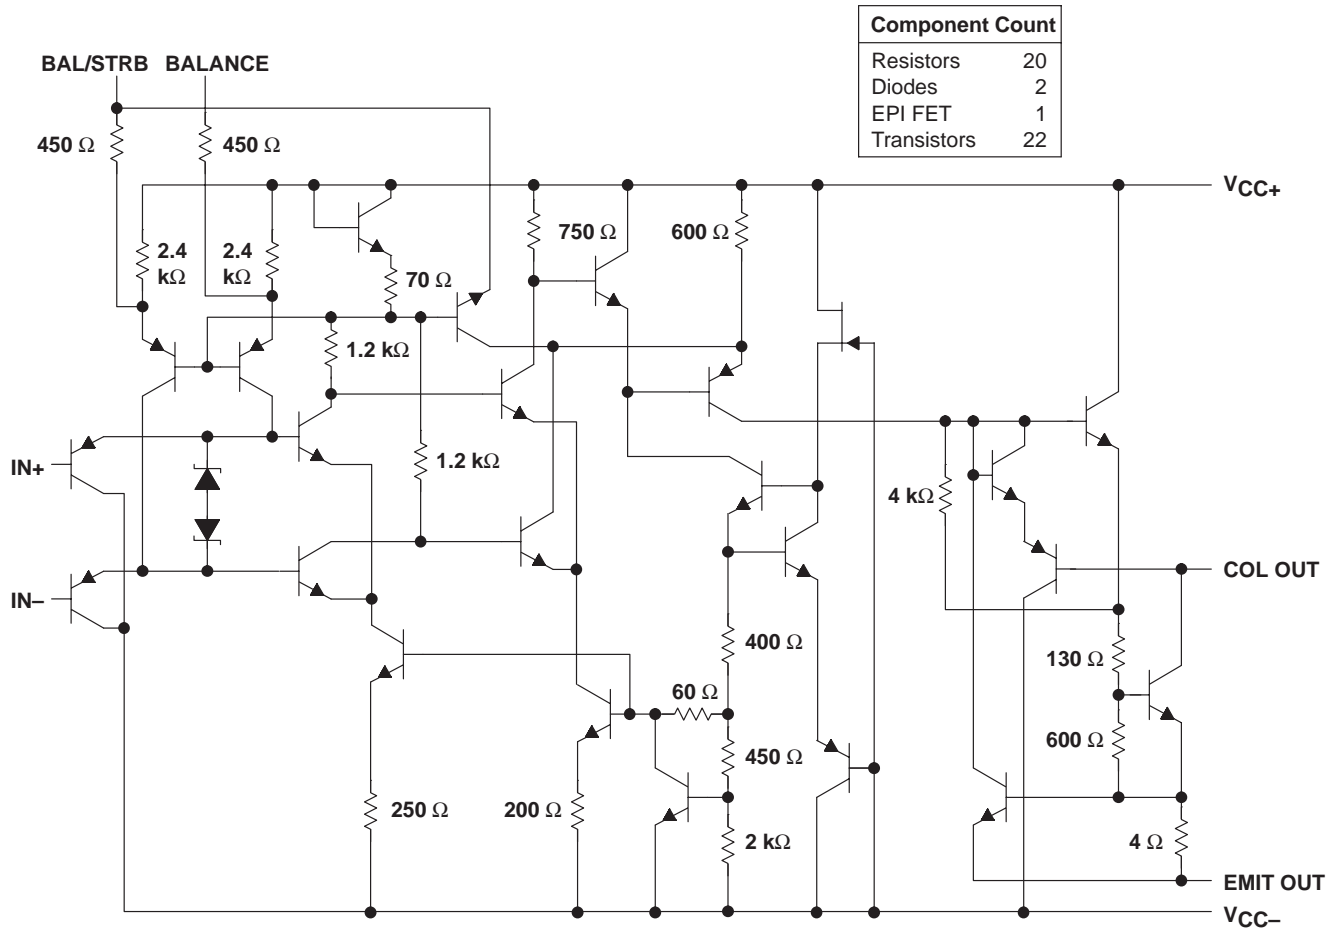 Component Count
Resistors 20
Diodes 2
EPI FET 1
Transistors 22
BAL/STRB BALANCE
450 Ω 450 Ω
VCC+
2.4 kΩ
2.4 kΩ
70 Ω
750 Ω
600 Ω
1.2 kΩ
1.2 kΩ
IN+
4 kΩ
COL OUT
IN–
400 Ω
130 Ω
60 Ω
450 Ω
600 Ω
250 Ω
200 Ω
2 kΩ
4 Ω
EMIT OUT
VCC–